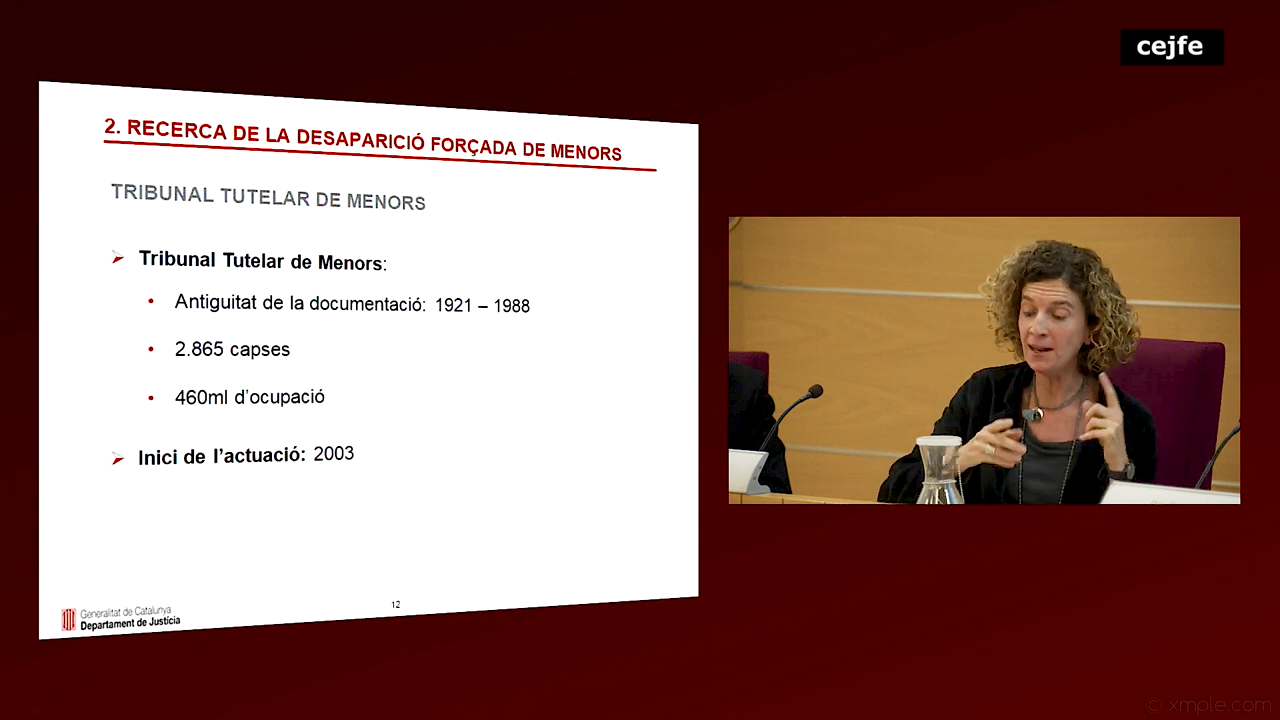 cejfe
2. RECERCA DE LA DESAPARICIÓ FORÇADA DE MENORS
TRIBUNAL TUTELAR DE MENORS
Tribunal Tutelar de Menors:
Antiguitat de la documentació: 1921 – 1988
2.865 capses
460ml d'ocupació
Inici de l'actuació: 2003
12
Generalitat de Catalunya
Departament de Justícia
© xmple.com